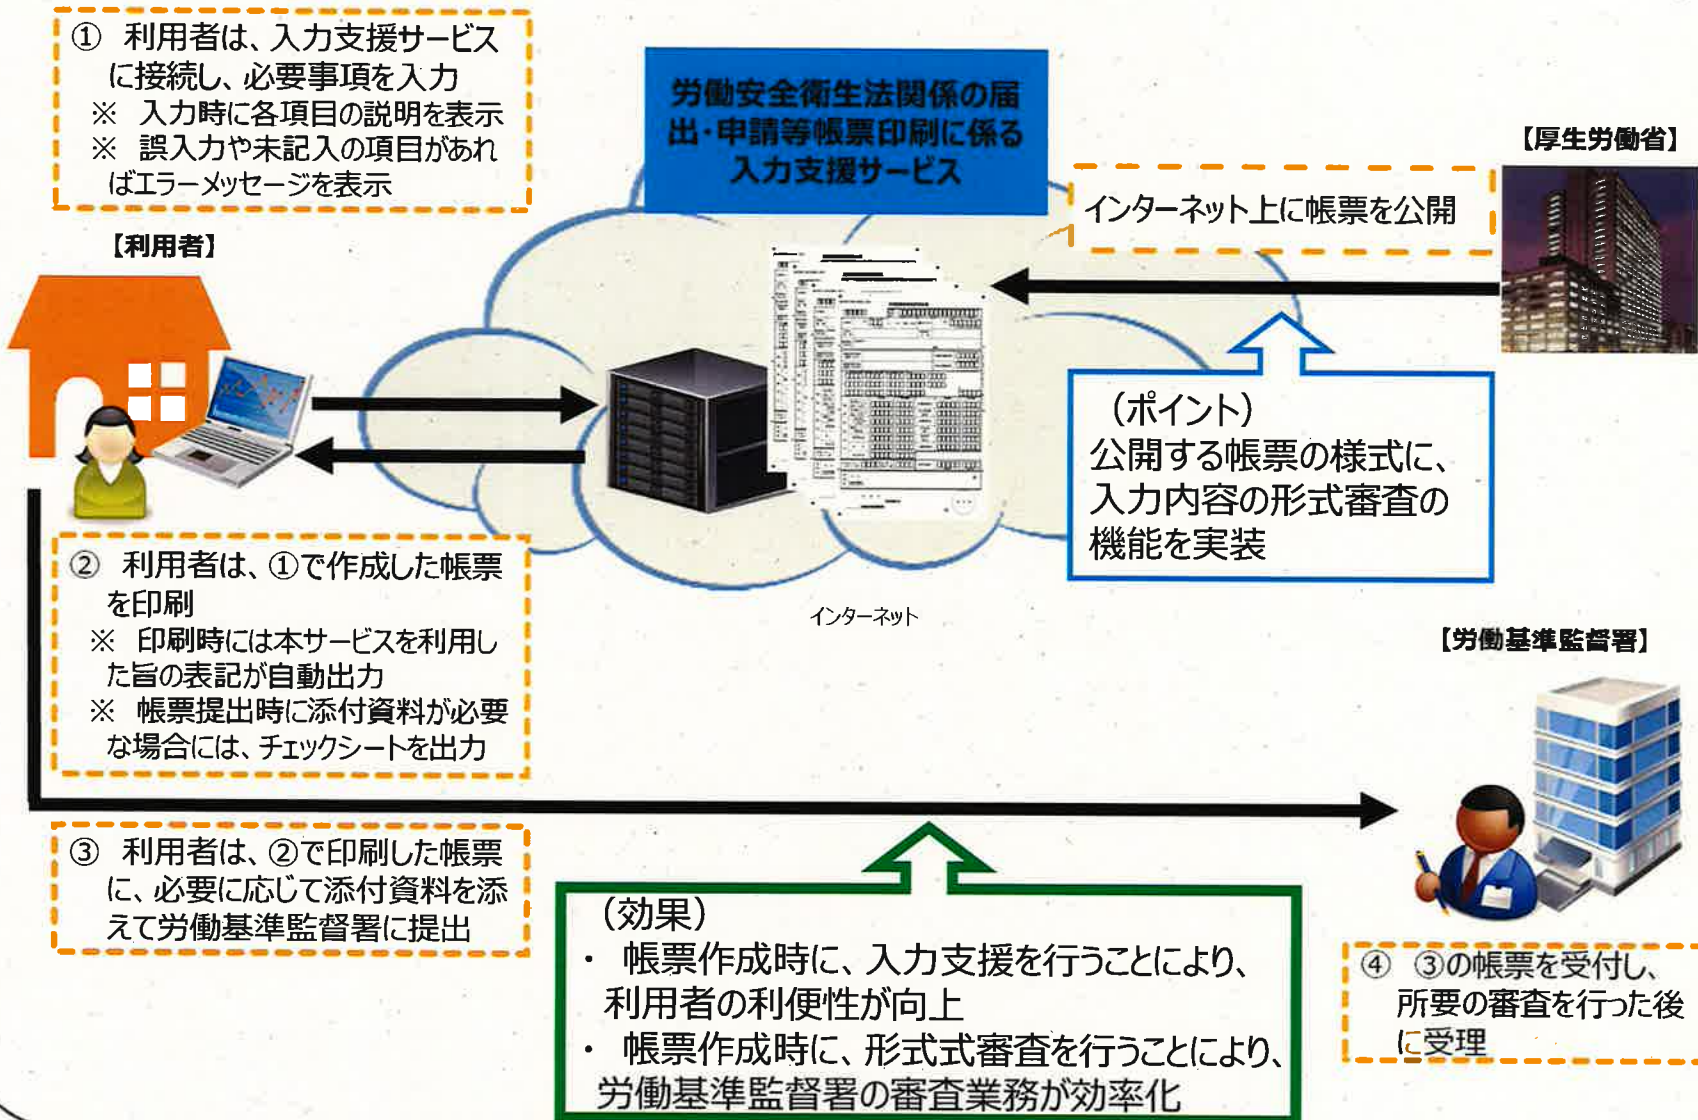 ① 利用者は、入力支援サービス
に接続し、必要事項を入力
※ 入力時に各項目の説明を表示
※ 誤入力や未記入の項目があれ
ばエラーメッセージを表示
労働安全衛生法関係の届
出・申請等帳票印刷に係る
入力支援サービス
【厚生労働省】
インターネット上に帳票を公開
【利用者】
（ポイント）
公開する帳票の様式に、
入力内容の形式審査の
機能を実装
② 利用者は、①で作成した帳票
を印刷
※ 印刷時には本サービスを利用し
た旨の表記が自動出力
※ 帳票提出時に添付資料が必要
な場合には、チェックシートを出力
インターネット
【労働基準監督署】
③ 利用者は、②で印刷した帳票
に、必要に応じて添付資料を添
えて労働基準監督署に提出
（効果）
・ 帳票作成時に、入力支援を行うことにより、
利用者の利便性が向上
・ 帳票作成時に、形式式審査を行うことにより、
労働基準監督署の審査業務が効率化
④ ③の帳票を受付し、
所要の審査を行った後
に受理